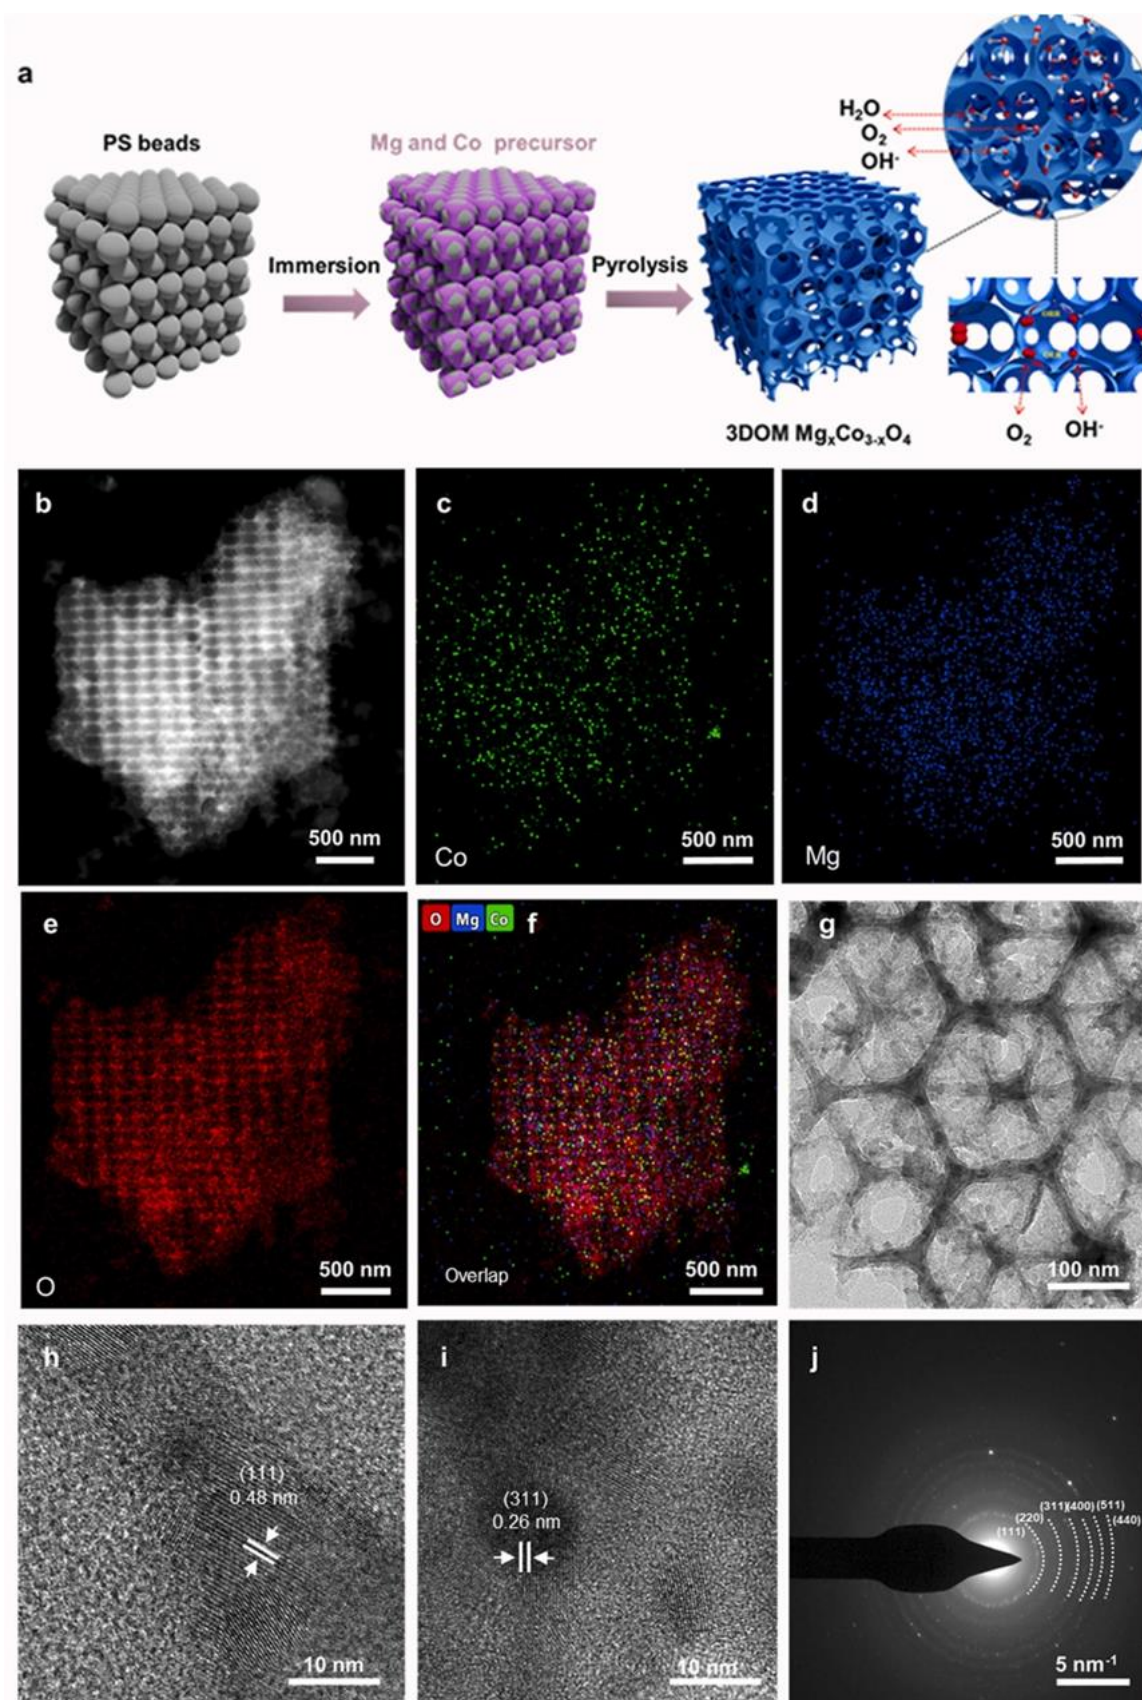 a
PS beads
Mg and Co precursor
H₂O
O₂
OH⁻
Immersion
Pyrolysis
3DOM MgₓCo₃₋ₓO₄
O₂ OH⁻
b
500 nm
c
Co
500 nm
d
Mg
500 nm
e
O
500 nm
O Mg Co
f
Overlap
500 nm
g
100 nm
h
(111)
0.48 nm
10 nm
i
(311)
0.26 nm
10 nm
j
(111)
(220)
(311)
(400)
(511)
(440)
5 nm⁻¹